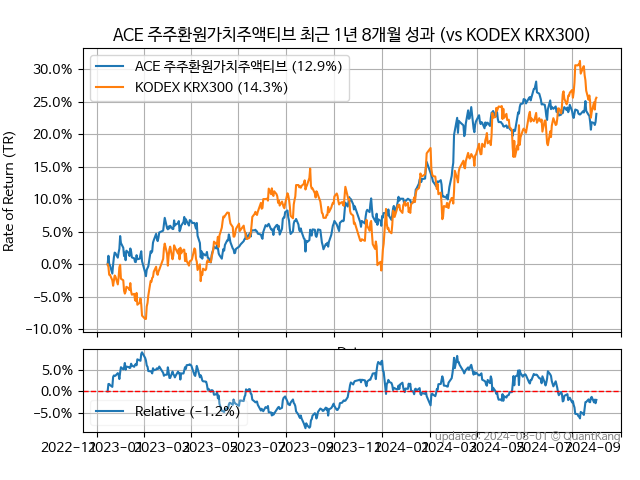 ACE 주주환원가치주액티브 최근 1년 8개월 성과 (vs KODEX KRX300)
ACE 주주환원가치주액티브 (12.9%)
KODEX KRX300 (14.3%)
Rate of Return (TR)
30.0%
25.0%
20.0%
15.0%
10.0%
5.0%
0.0%
−5.0%
−10.0%
5.0%
0.0%
−5.0%
Relative (−1.2%)
updated: 2024-08-01 © QuantKang
2022-11 2023-01 2023-03 2023-05 2023-07 2023-09 2023-11 2024-01 2024-03 2024-05 2024-07 2024-09